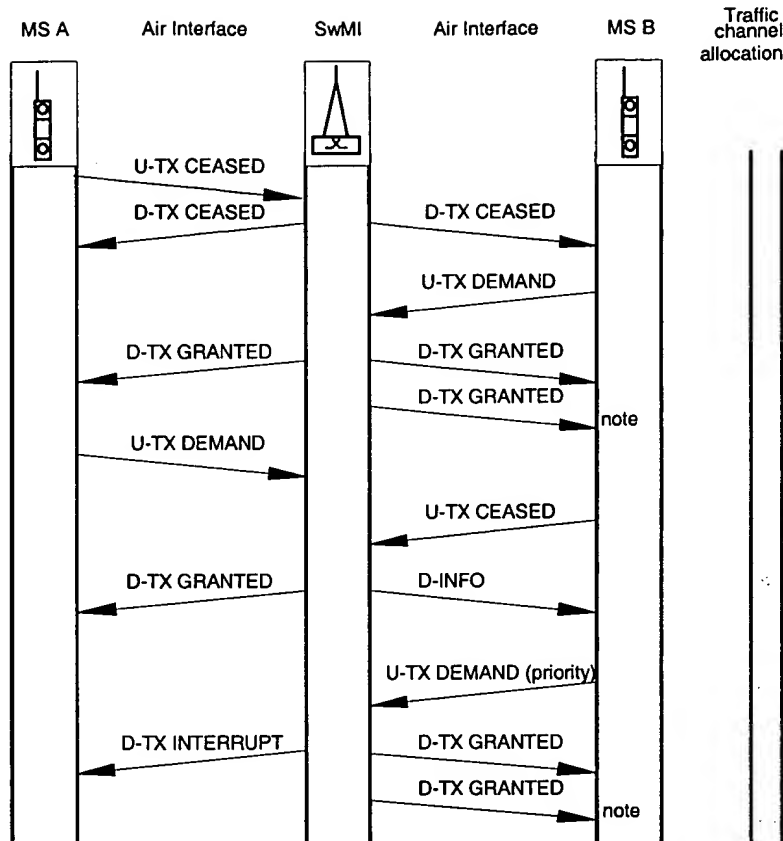 MS A Air Interface SwMI Air Interface MS B Traffic
channel
allocation
U-TX CEASED
D-TX CEASED D-TX CEASED
U-TX DEMAND
D-TX GRANTED D-TX GRANTED
D-TX GRANTED
note
U-TX DEMAND
U-TX CEASED
D-TX GRANTED D-INFO
U-TX DEMAND (priority)
D-TX INTERRUPT D-TX GRANTED
D-TX GRANTED
note